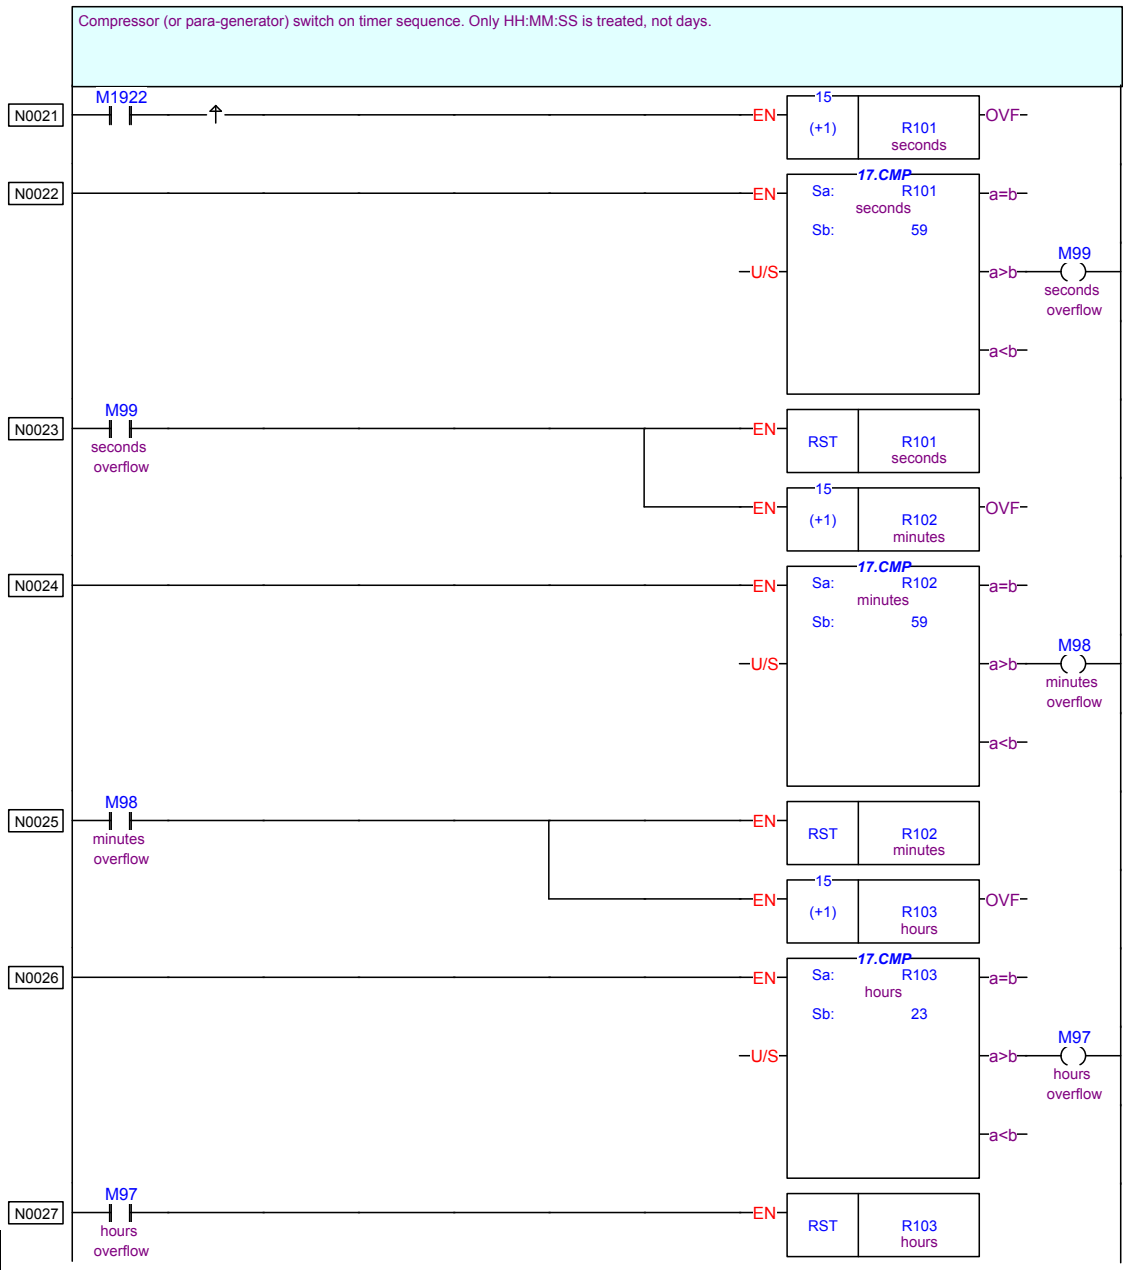 Compressor (or para-generator) switch on timer sequence. Only HH:MM:SS is treated, not days.
M1922
N0021
EN
15
(+1)
R101
seconds
OVF
N0022
EN
17.CMP
Sa:
R101
seconds
Sb:
59
a=b
U/S
a>b
M99
seconds
overflow
a<b
N0023
M99
seconds
overflow
EN
RST
R101
seconds
EN
15
(+1)
R102
minutes
OVF
N0024
EN
17.CMP
Sa:
R102
minutes
Sb:
59
a=b
U/S
a>b
M98
minutes
overflow
a<b
N0025
M98
minutes
overflow
EN
RST
R102
minutes
EN
15
(+1)
R103
hours
OVF
N0026
EN
17.CMP
Sa:
R103
hours
Sb:
23
a=b
U/S
a>b
M97
hours
overflow
a<b
N0027
M97
hours
overflow
EN
RST
R103
hours